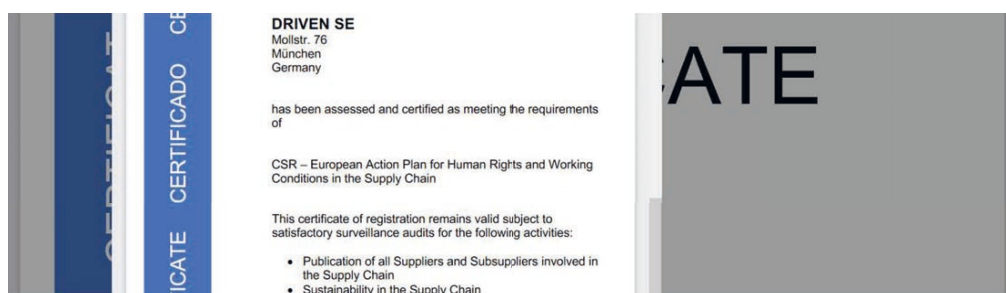 DRIVEN SE
Mollstr. 76
München
Germany
has been assessed and certified as meeting the requirements
of
CSR – European Action Plan for Human Rights and Working
Conditions in the Supply Chain
This certificate of registration remains valid subject to
satisfactory surveillance audits for the following activities:
• Publication of all Suppliers and Subsuppliers involved in
the Supply Chain
• Sustainability in the Supply Chain
CERTIFICADO
ICATE
CE
CERTIFICAT
CATE